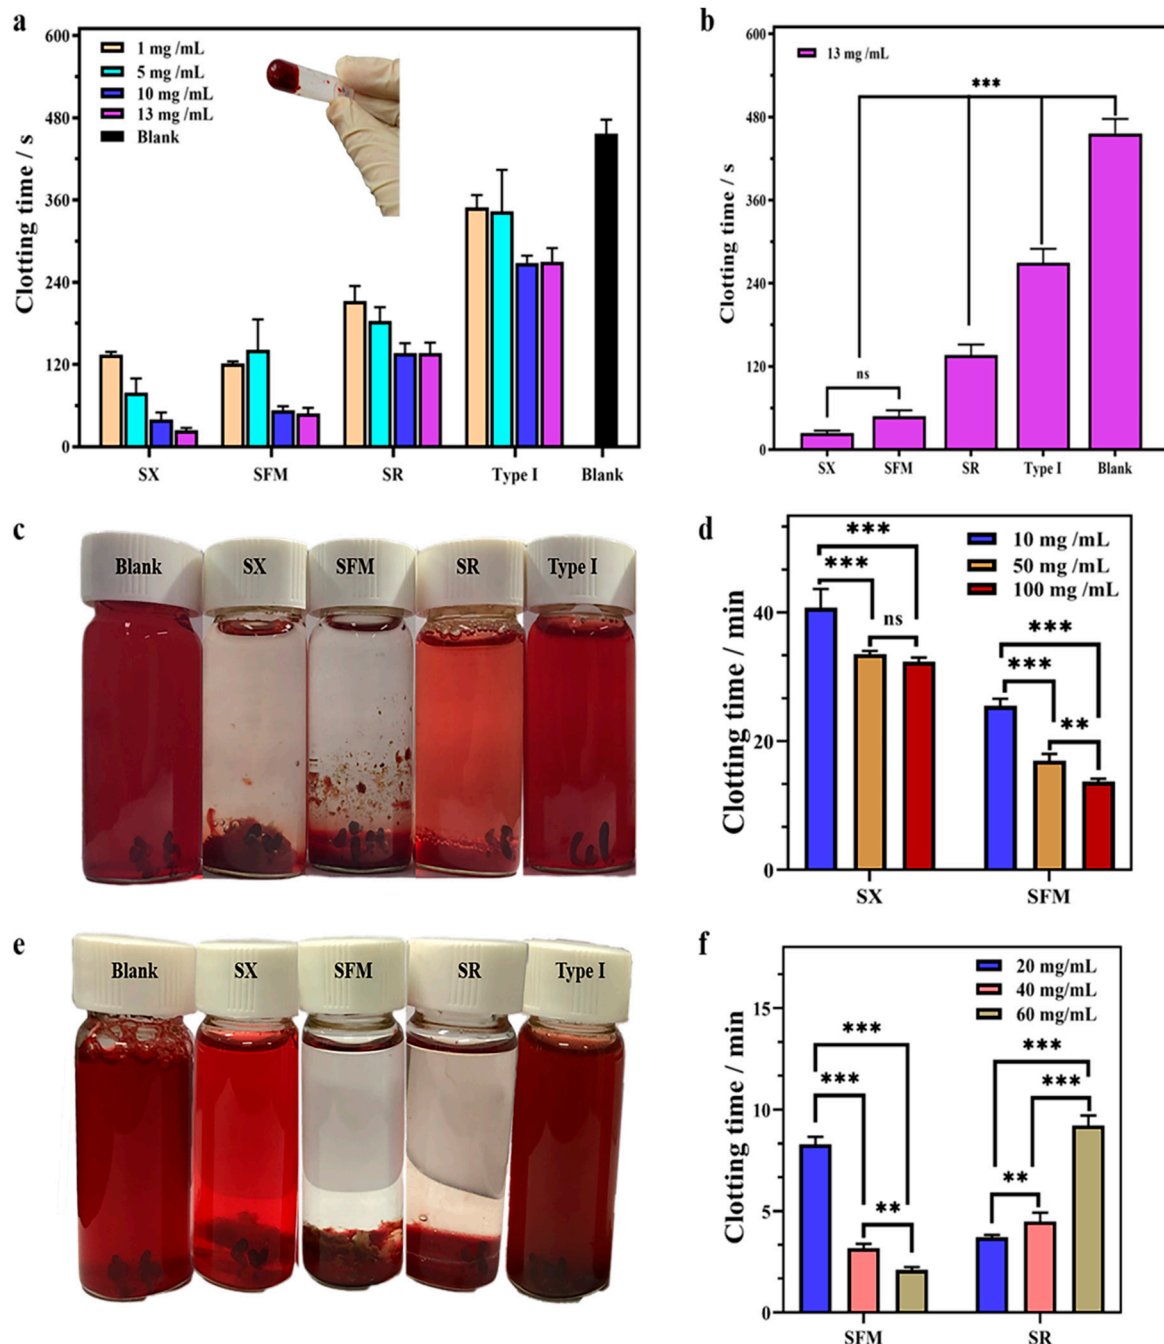 a
600
480
360
240
120
0
Clotting time / s
1 mg /mL
5 mg /mL
10 mg /mL
13 mg /mL
Blank
SX
SFM
SR
Type I
Blank
b
600
480
360
240
120
0
Clotting time / s
13 mg /mL
***
ns
SX
SFM
SR
Type I
Blank
c
Blank
SX
SFM
SR
Type I
d
40
20
0
Clotting time / min
10 mg /mL
50 mg /mL
100 mg /mL
***
***
ns
***
***
**
SX
SFM
e
Blank
SX
SFM
SR
Type I
f
15
10
5
0
Clotting time / min
20 mg/mL
40 mg/mL
60 mg/mL
***
***
**
***
***
**
SFM
SR